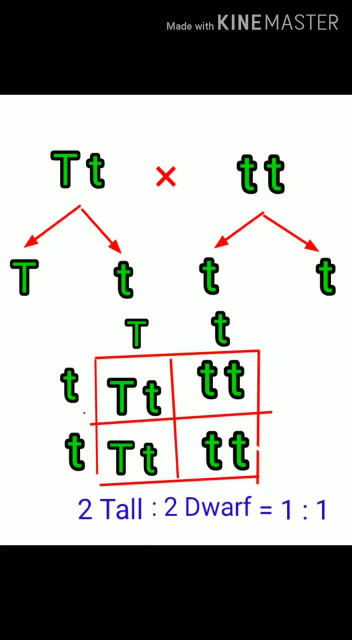 Made with KINEMASTER
Tt × tt
T t t t
T t
t Tt tt
t Tt tt
2 Tall : 2 Dwarf = 1 : 1